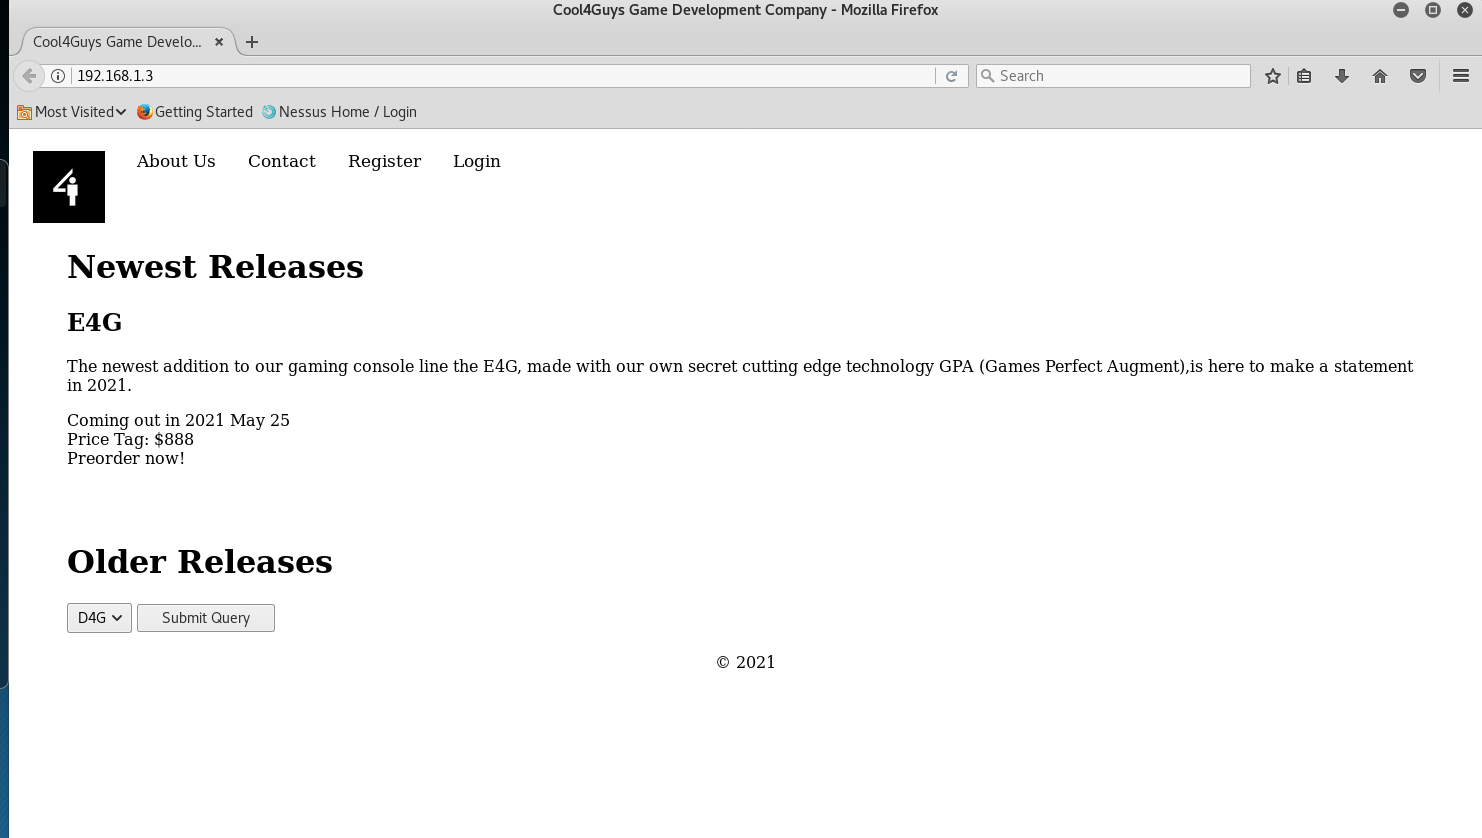 Cool4Guys Game Development Company - Mozilla Firefox
Cool4Guys Game Develo...
192.168.1.3
Search
Most Visited Getting Started Nessus Home / Login
4
About Us Contact Register Login
Newest Releases
E4G
The newest addition to our gaming console line the E4G, made with our own secret cutting edge technology GPA (Games Perfect Augment),is here to make a statement
in 2021.
Coming out in 2021 May 25
Price Tag: $888
Preorder now!
Older Releases
D4G Submit Query
© 2021